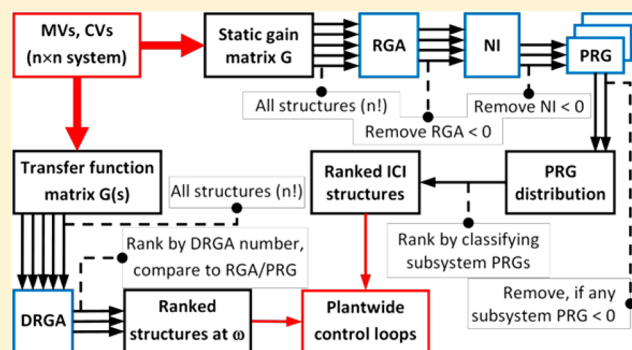 MVs, CVs
(n×n system)
Static gain
matrix G
RGA
NI
PRG
All structures (n!)
Remove RGA < 0
Remove NI < 0
Transfer function
matrix G(s)
All structures (n!)
Ranked ICI
structures
PRG
distribution
Rank by DRGA number,
compare to RGA/PRG
Rank by classifying
subsystem PRGs
Remove, if any
subsystem PRG < 0
DRGA
Ranked
structures at ω
Plantwide
control loops